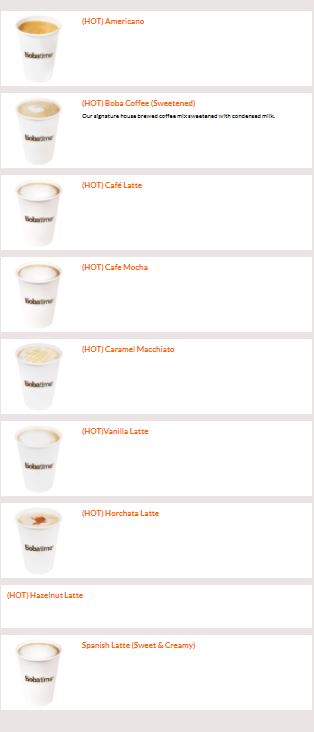 (HOT) Americano
bobatime
(HOT) Boba Coffee (Sweetened)
Our signature house brewed coffee mix sweetened with condensed milk.
bobatime
(HOT) Café Latte
bobatime
(HOT) Cafe Mocha
bobatime
(HOT) Caramel Macchiato
bobatime
(HOT)Vanilla Latte
bobatime
(HOT) Horchata Latte
bobatime
(HOT) Hazelnut Latte
Spanish Latte (Sweet & Creamy)
bobatime